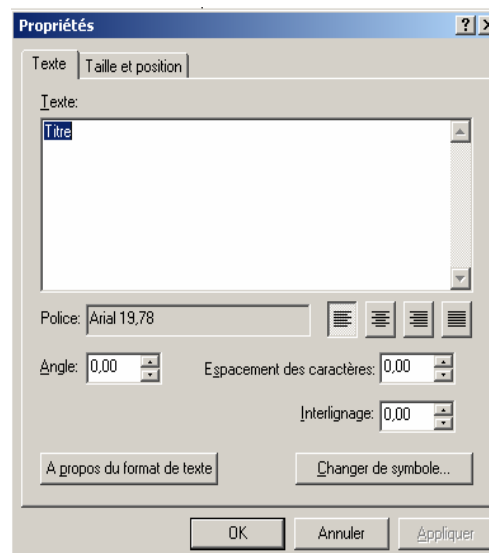 Propriétés
Texte Taille et position
Texte:
Titre
Police: Arial 19,78
Angle: 0,00 Espacement des caractères: 0,00
Interlignage: 0,00
A propos du format de texte Changer de symbole...
OK Annuler Appliquer